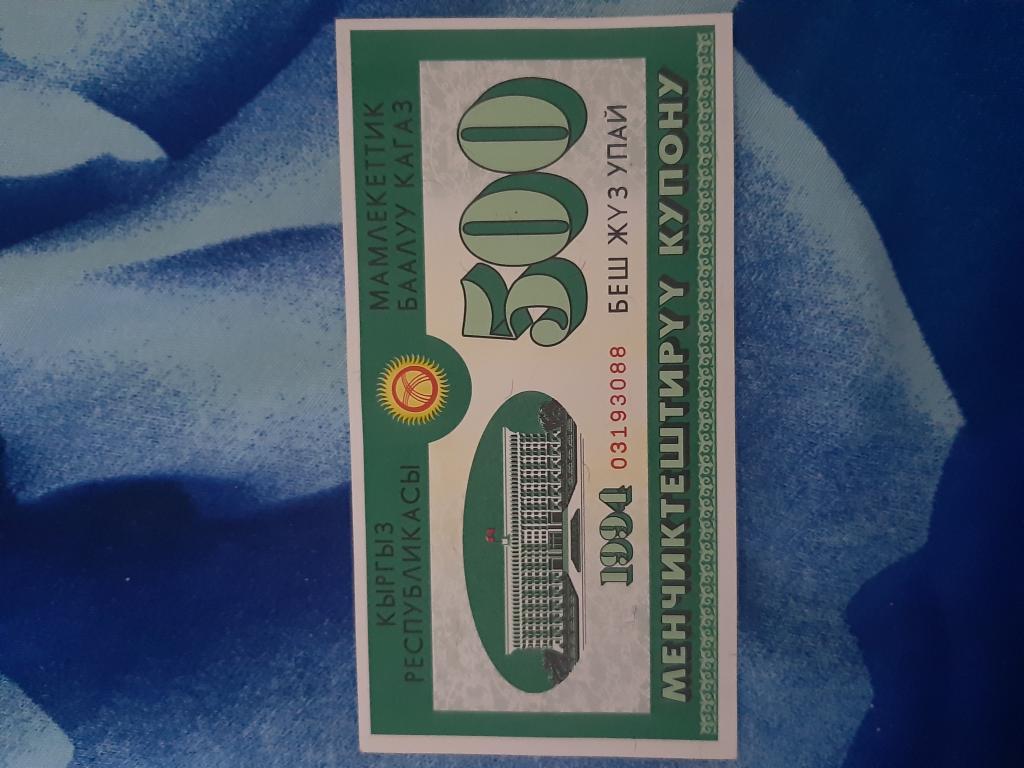 КЫРГЫЗ
РЕСПУБЛИКАСЫ
МАМЛЕКЕТТИК
БААЛУУ КАГАЗ
500
1994
03193088
БЕШ ЖҮЗ УПАЙ
МЕНЧИКТЕШТИРҮҮ КУПОНУ